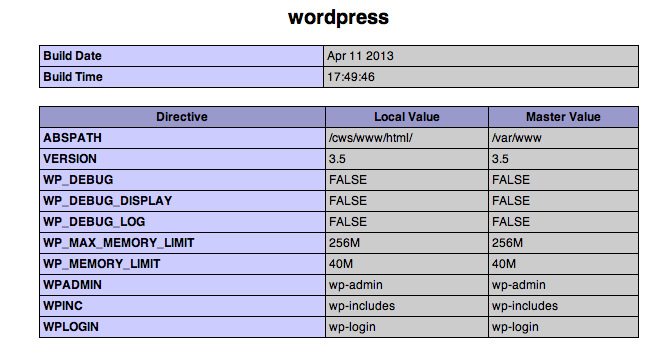 wordpress
Build Date Apr 11 2013
Build Time 17:49:46
Directive Local Value Master Value
ABSPATH /cws/www/html/ /var/www
VERSION 3.5 3.5
WP_DEBUG FALSE FALSE
WP_DEBUG_DISPLAY FALSE FALSE
WP_DEBUG_LOG FALSE FALSE
WP_MAX_MEMORY_LIMIT 256M 256M
WP_MEMORY_LIMIT 40M 40M
WPADMIN wp-admin wp-admin
WPINC wp-includes wp-includes
WPLOGIN wp-login wp-login